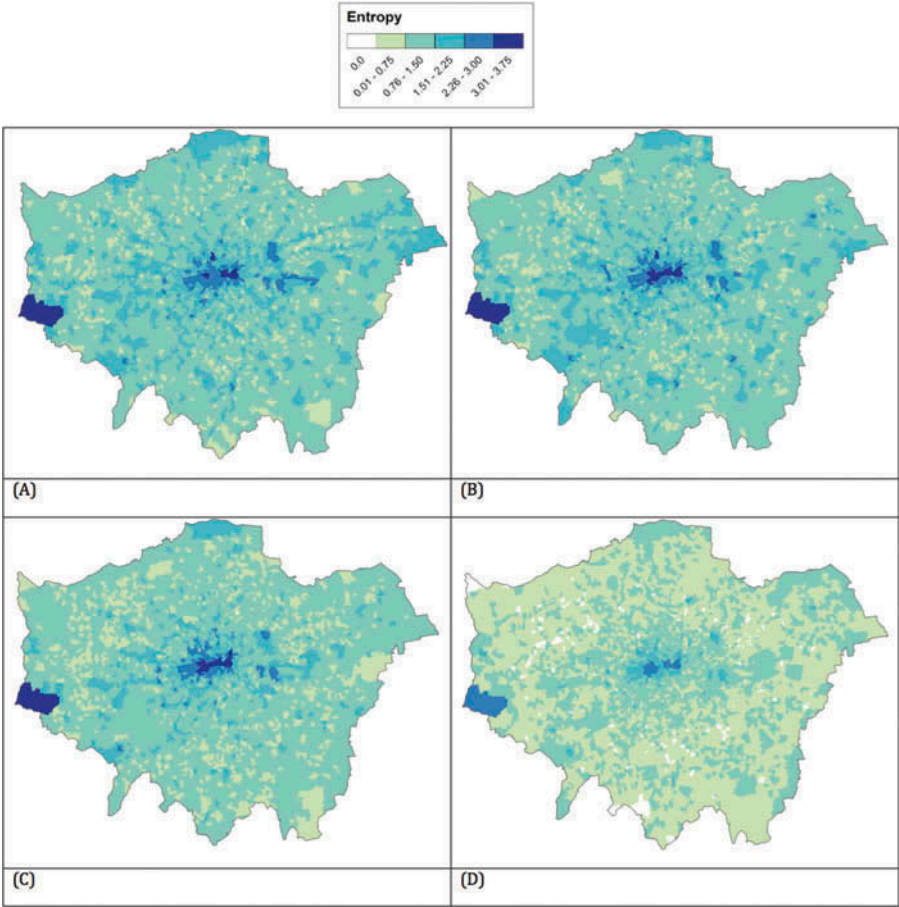 Entropy
0.0
0.01 - 0.75
0.76 - 1.50
1.51 - 2.25
2.26 - 3.00
3.01 - 3.75
(A)
(B)
(C)
(D)